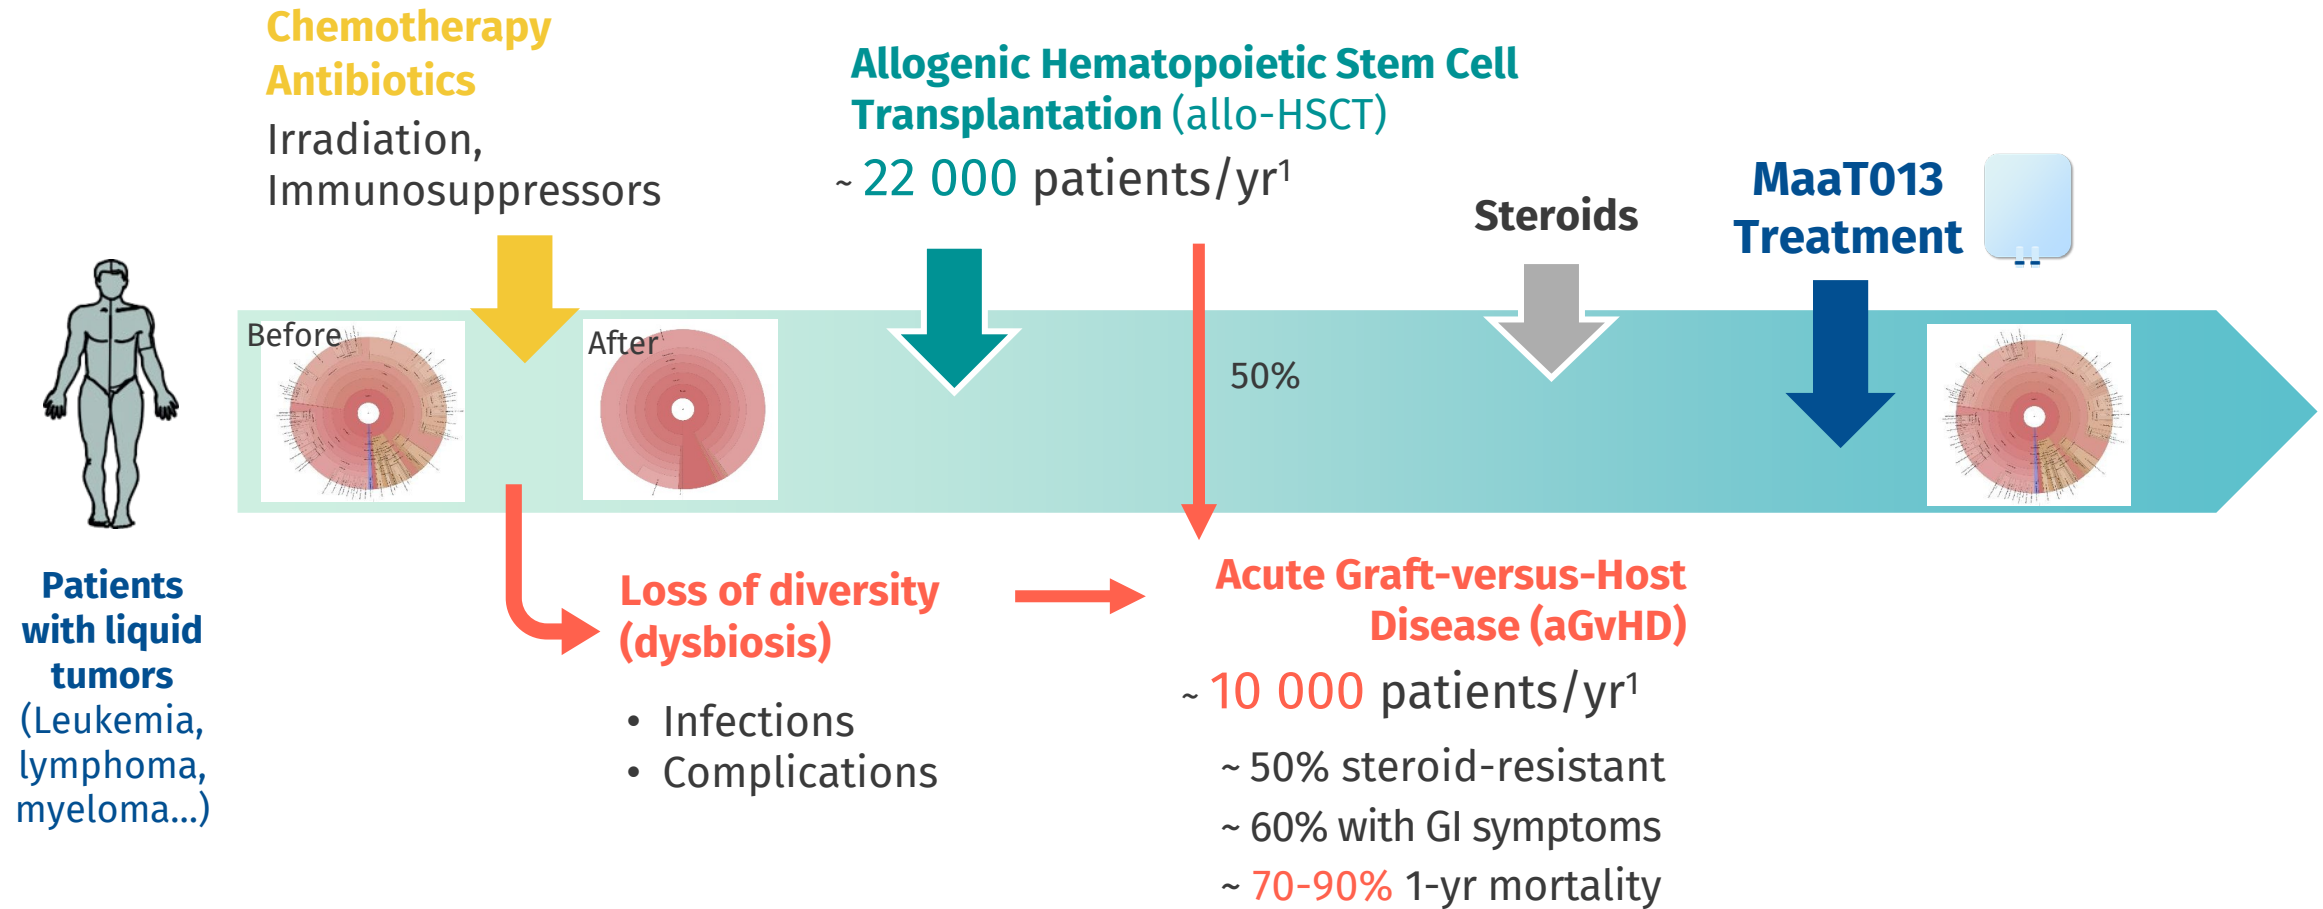 Chemotherapy
Antibiotics
Irradiation,
Immunosuppressors
Allogenic Hematopoietic Stem Cell
Transplantation (allo-HSCT)
~ 22 000 patients/yr¹
Steroids
MaaT013
Treatment
Before
After
50%
Patients
with liquid
tumors
(Leukemia,
lymphoma,
myeloma...)
Loss of diversity
(dysbiosis)
• Infections
• Complications
Acute Graft-versus-Host
Disease (aGvHD)
~ 10 000 patients/yr¹
~ 50% steroid-resistant
~ 60% with GI symptoms
~ 70-90% 1-yr mortality